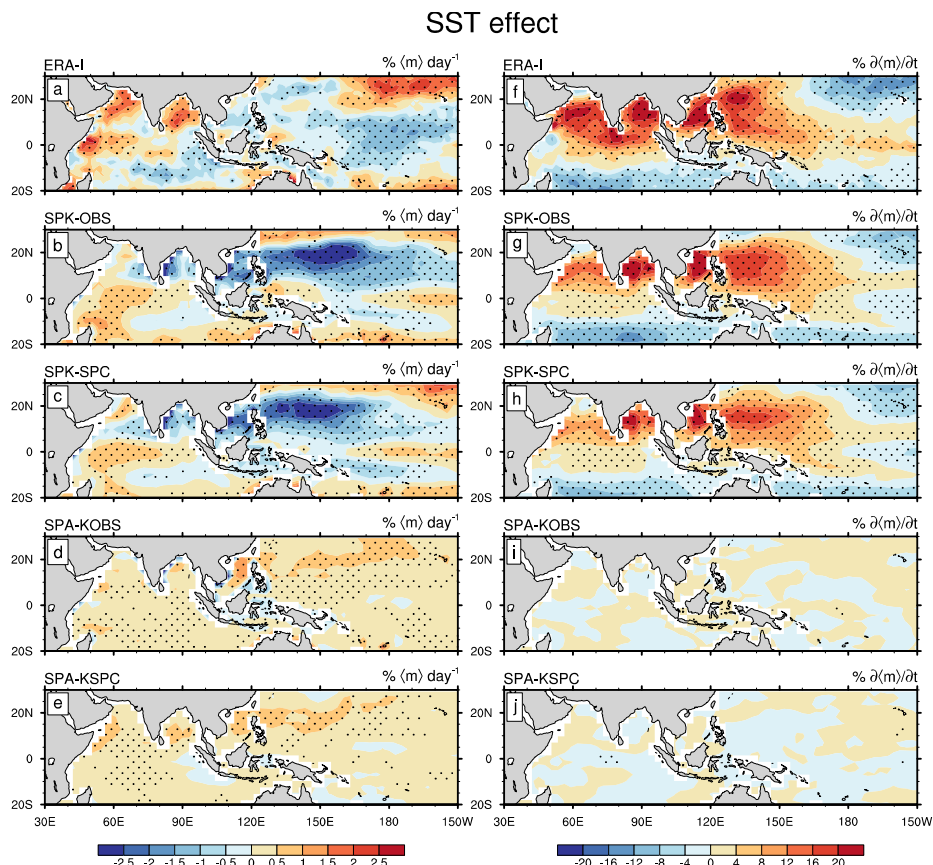 SST effect
ERA-I % ⟨m⟩ day⁻¹
a
20N
0
20S
ERA-I % ∂⟨m⟩/∂t
f
20N
0
20S
SPK-OBS % ⟨m⟩ day⁻¹
b
20N
0
20S
SPK-OBS % ∂⟨m⟩/∂t
g
20N
0
20S
SPK-SPC % ⟨m⟩ day⁻¹
c
20N
0
20S
SPK-SPC % ∂⟨m⟩/∂t
h
20N
0
20S
SPA-KOBS % ⟨m⟩ day⁻¹
d
20N
0
20S
SPA-KOBS % ∂⟨m⟩/∂t
i
20N
0
20S
SPA-KSPC % ⟨m⟩ day⁻¹
e
20N
0
20S
30E 60E 90E 120E 150E 180E 150W
SPA-KSPC % ∂⟨m⟩/∂t
j
20N
0
20S
30E 60E 90E 120E 150E 180E 150W
-2.5 -2 -1.5 -1 -0.5 0 0.5 1 1.5 2 2.5
-20 -16 -12 -8 -4 0 4 8 12 16 20